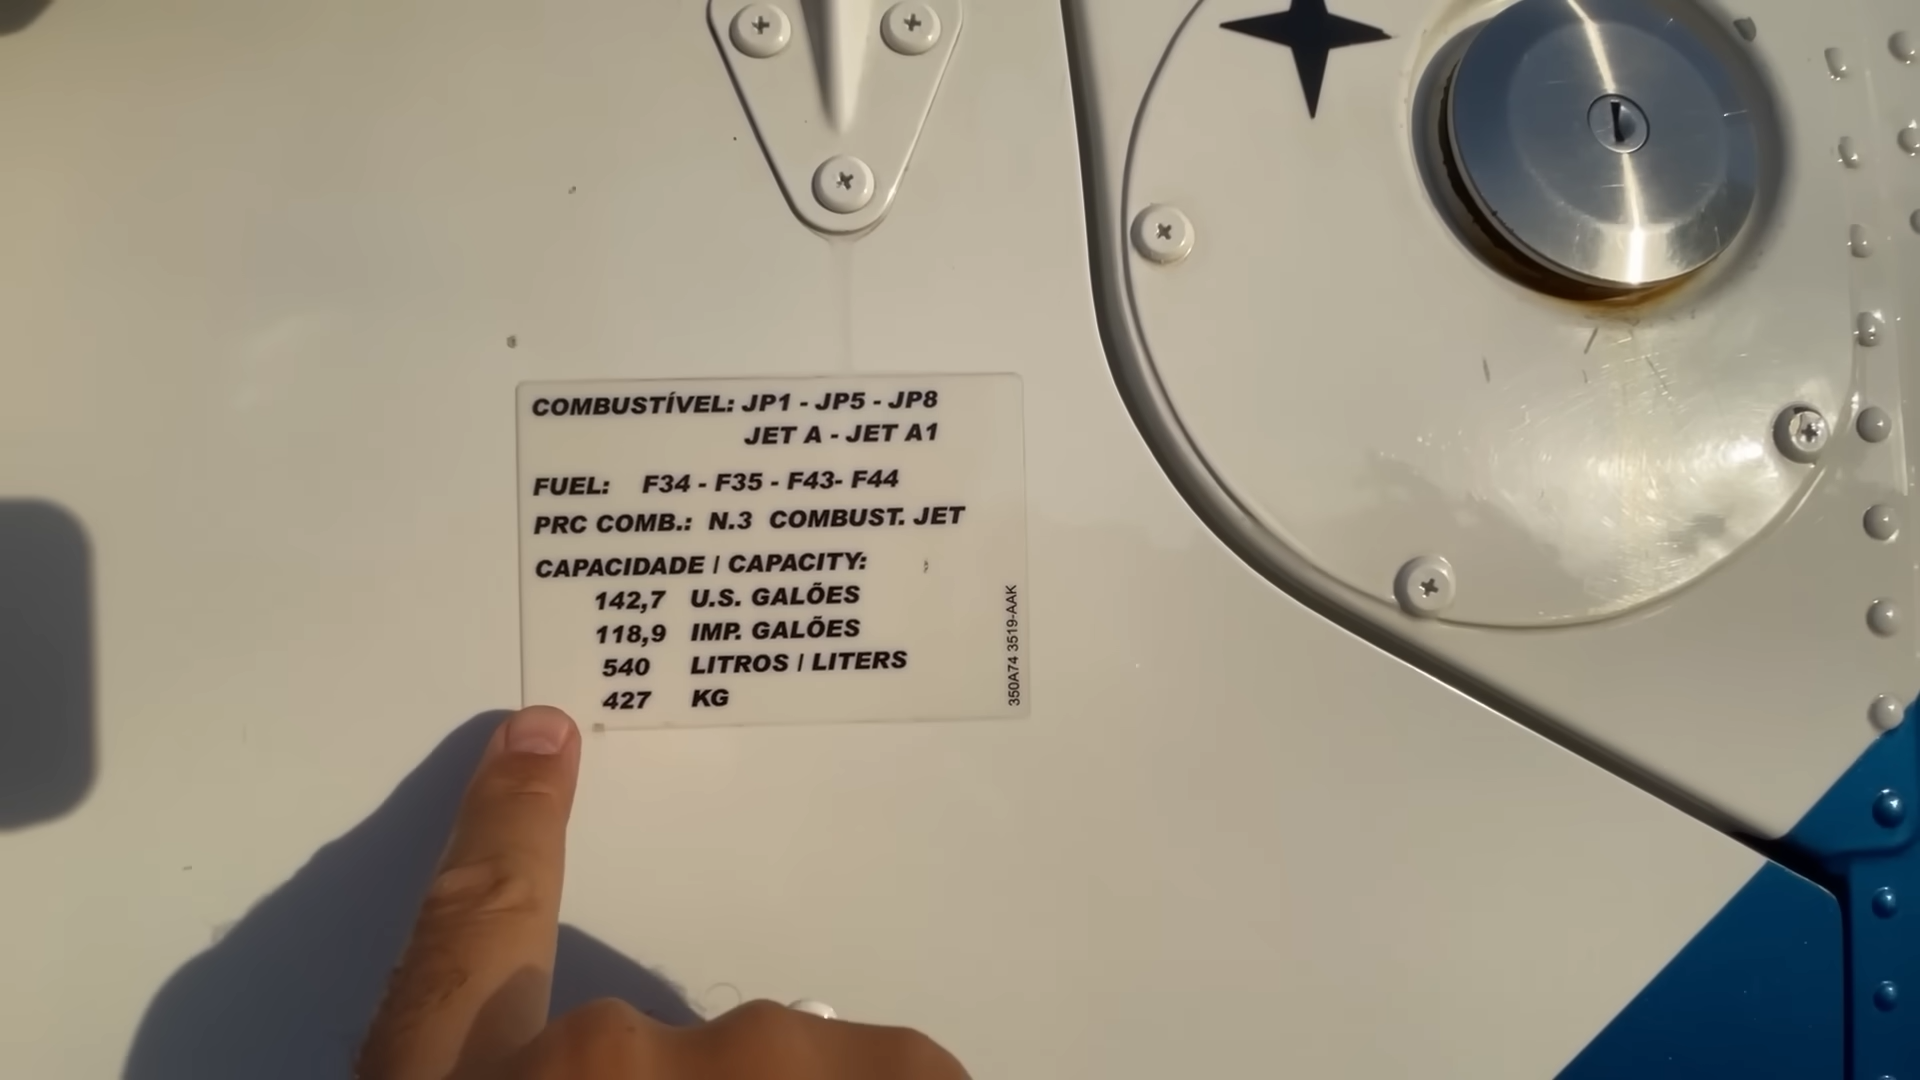 COMBUSTÍVEL: JP1 - JP5 - JP8
JET A - JET A1
FUEL: F34 - F35 - F43- F44
PRC COMB.: N.3 COMBUST. JET
CAPACIDADE / CAPACITY:
142,7 U.S. GALÕES
118,9 IMP. GALÕES
540 LITROS / LITERS
427 KG
350A74 3519-AAK